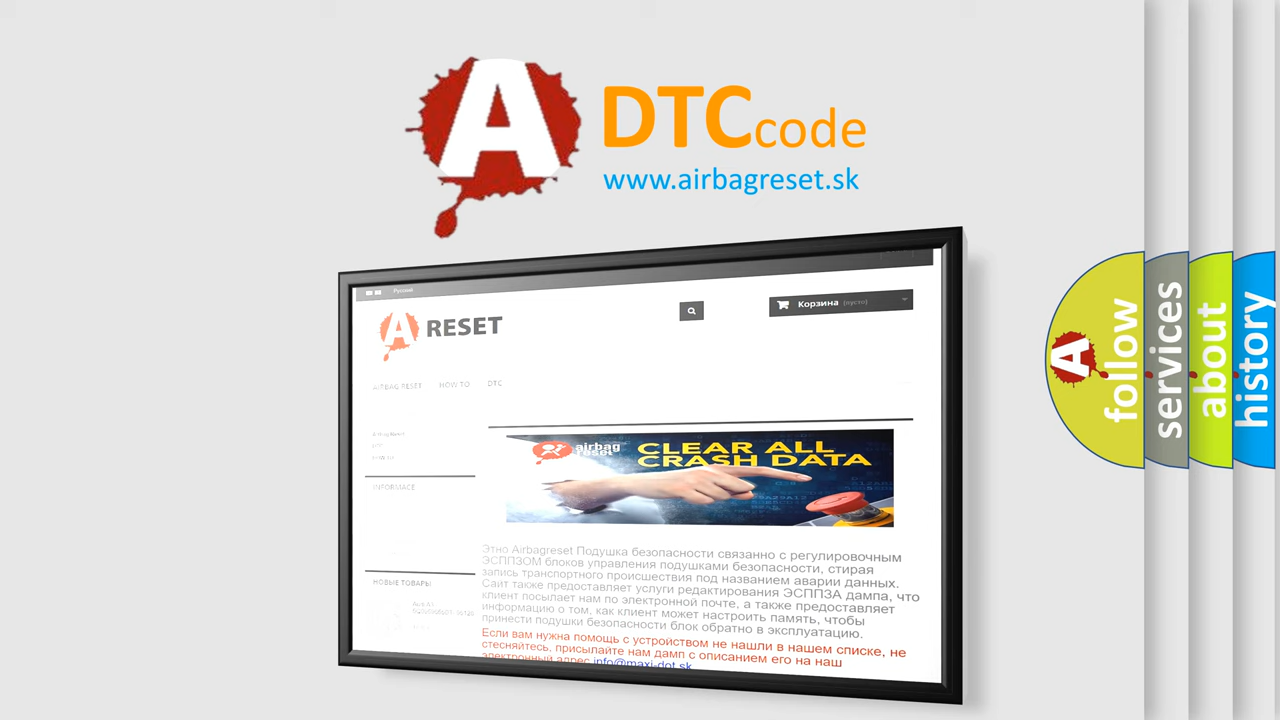 A
DTCcode
www.airbagreset.sk
Русский
Корзина (пусто)
A RESET
AIRBAG RESET HOW TO DTC
AirbagReset
INFORMACE
НОВЫЕ ТОВАРЫ
airbag
reset
CLEAR ALL
CRASH DATA
Этно Airbagreset Подушка безопасности связанно с регулировочным
ЭСППЗОМ блоков управления подушками безопасности, стирая
запись транспортного происшествия под названием аварии данных.
Сайт также предоставляет услуги редактирования ЭСППЗА дампа, что
клиент посылает нам по электронной почте, а также предоставляет
информацию о том, как клиент может настроить память, чтобы
принести подушки безопасности блок обратно в эксплуатацию.
Если вам нужна помощь с устройством не нашли в нашем списке, не
стесняйтесь, присылайте нам дамп с описанием его на наш
электронный адрес info@maxi-dot.sk
A
follow
services
about
history